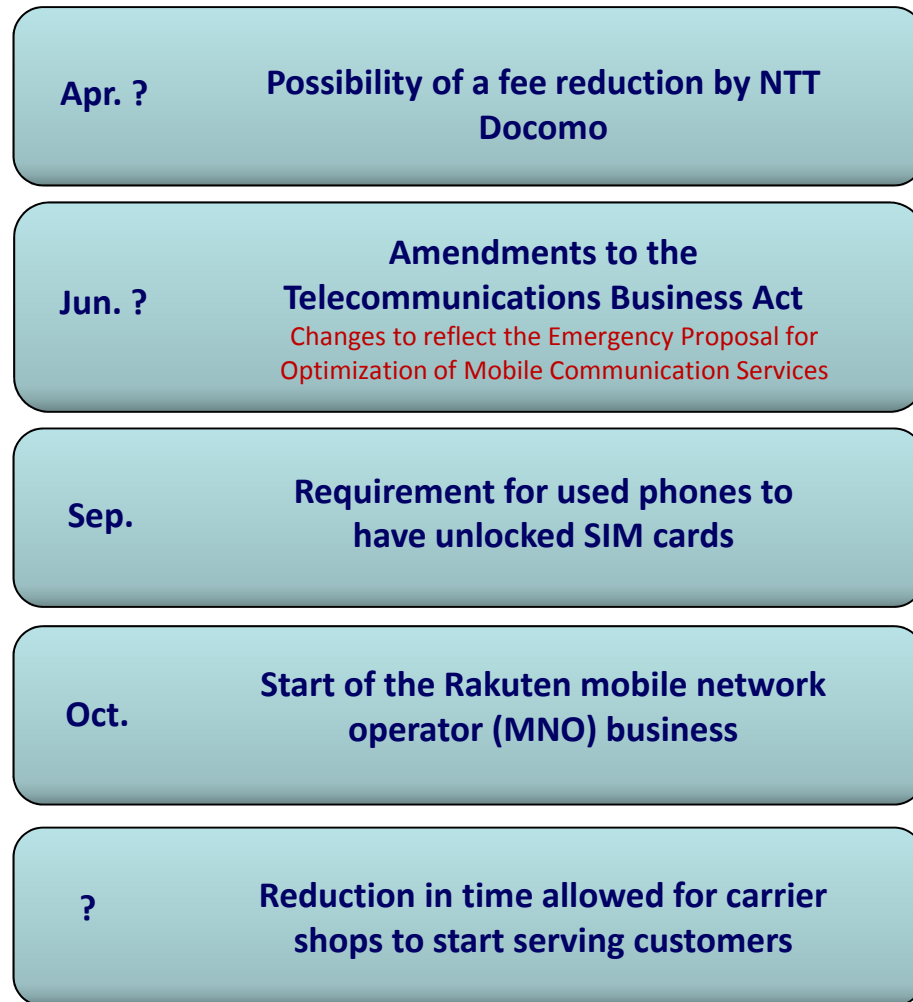 Apr. ?
Possibility of a fee reduction by NTT
Docomo
Jun. ?
Amendments to the
Telecommunications Business Act
Changes to reflect the Emergency Proposal for
Optimization of Mobile Communication Services
Sep.
Requirement for used phones to
have unlocked SIM cards
Oct.
Start of the Rakuten mobile network
operator (MNO) business
?
Reduction in time allowed for carrier
shops to start serving customers